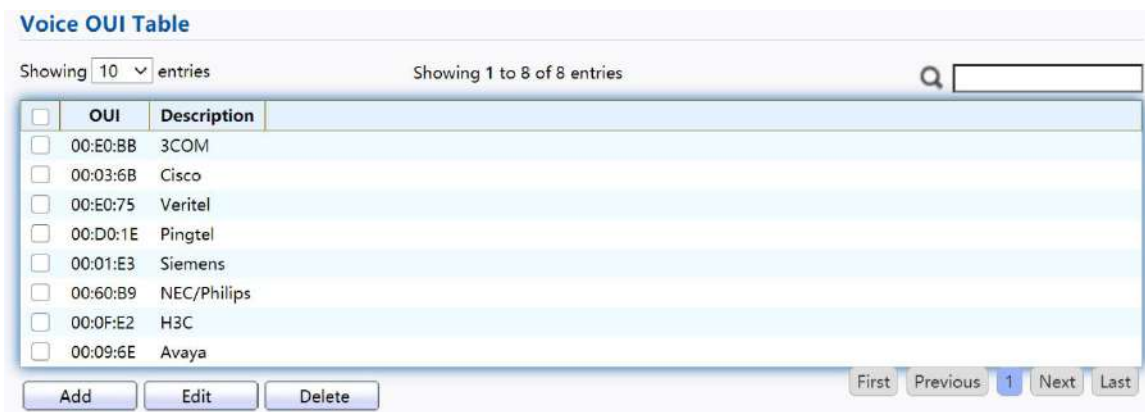 Voice OUI Table
Showing 10 entries Showing 1 to 8 of 8 entries
OUI Description
00:E0:BB 3COM
00:03:6B Cisco
00:E0:75 Veritel
00:D0:1E Pingtel
00:01:E3 Siemens
00:60:B9 NEC/Philips
00:0F:E2 H3C
00:09:6E Avaya
Add Edit Delete First Previous 1 Next Last